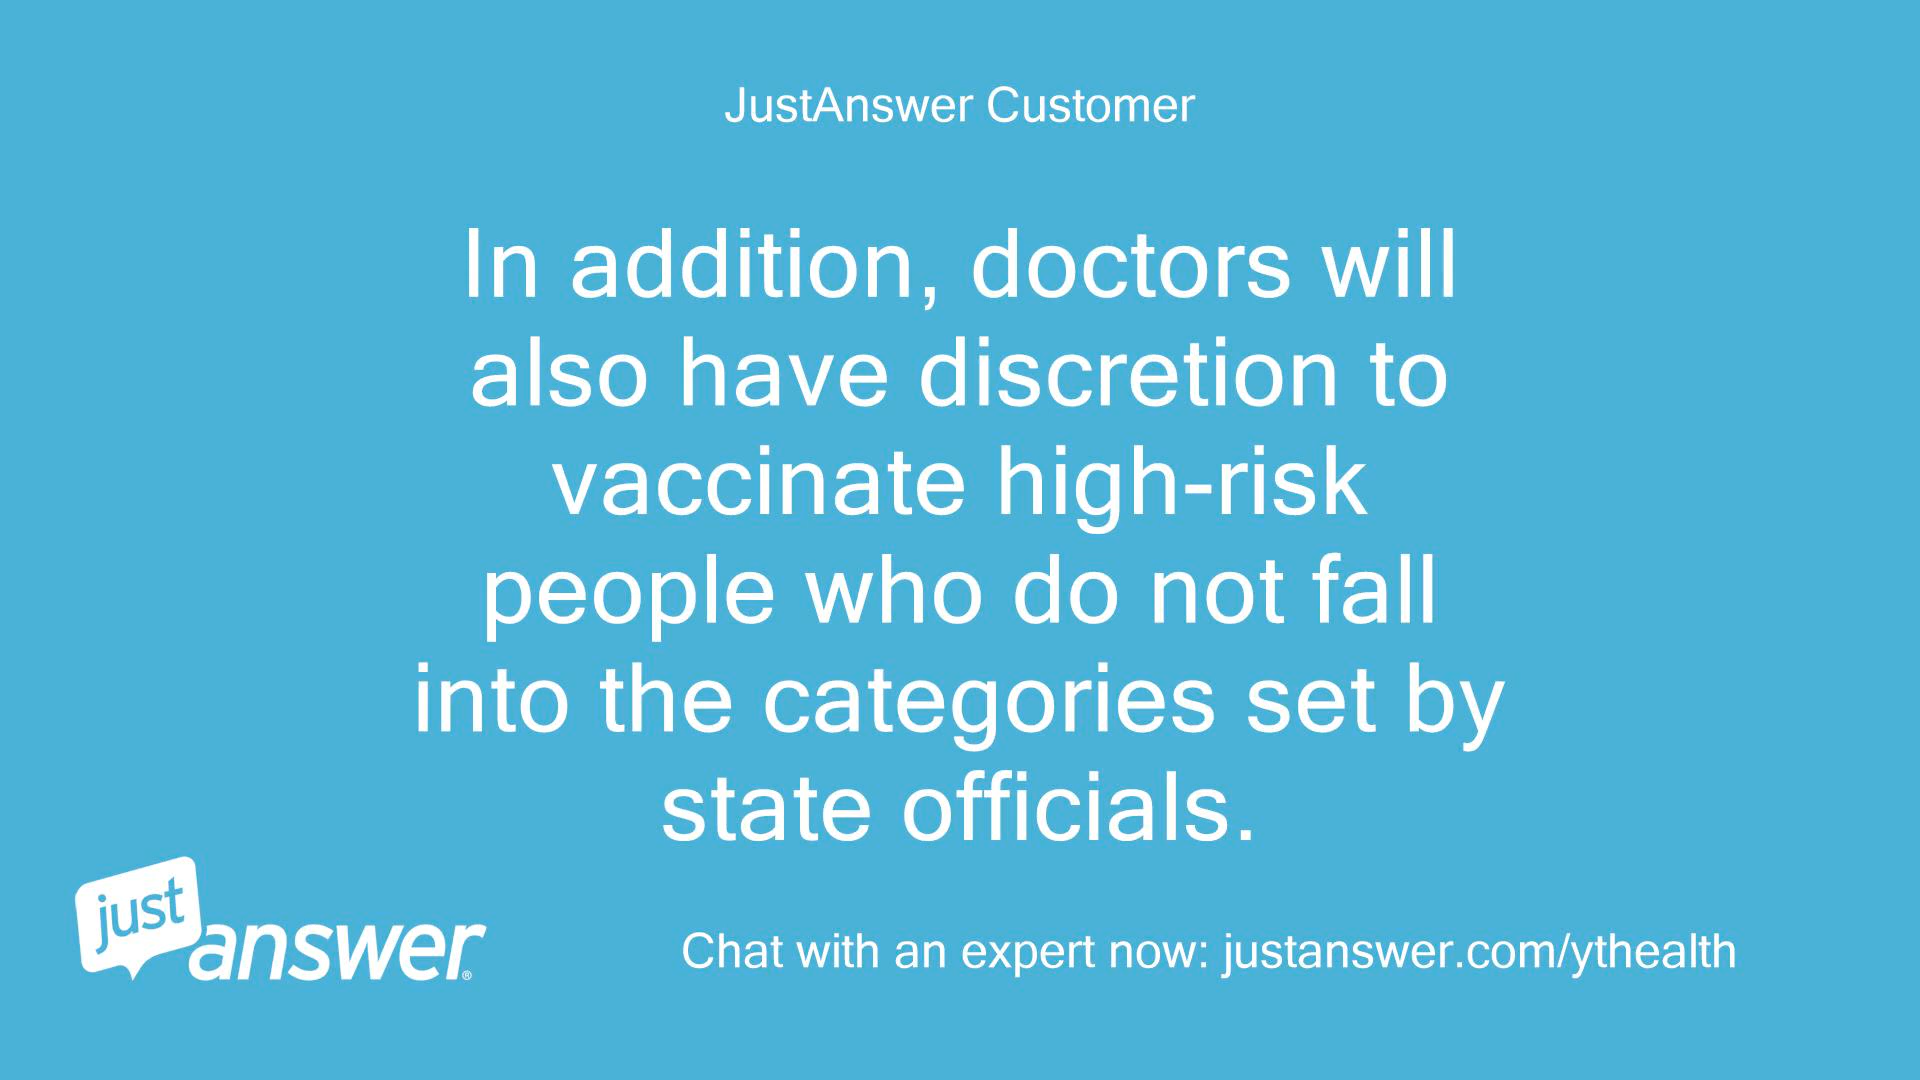 JustAnswer Customer
In addition, doctors will
also have discretion to
vaccinate high-risk
people who do not fall
into the categories set by
state officials.
just
answer®
Chat with an expert now: justanswer.com/ythealth